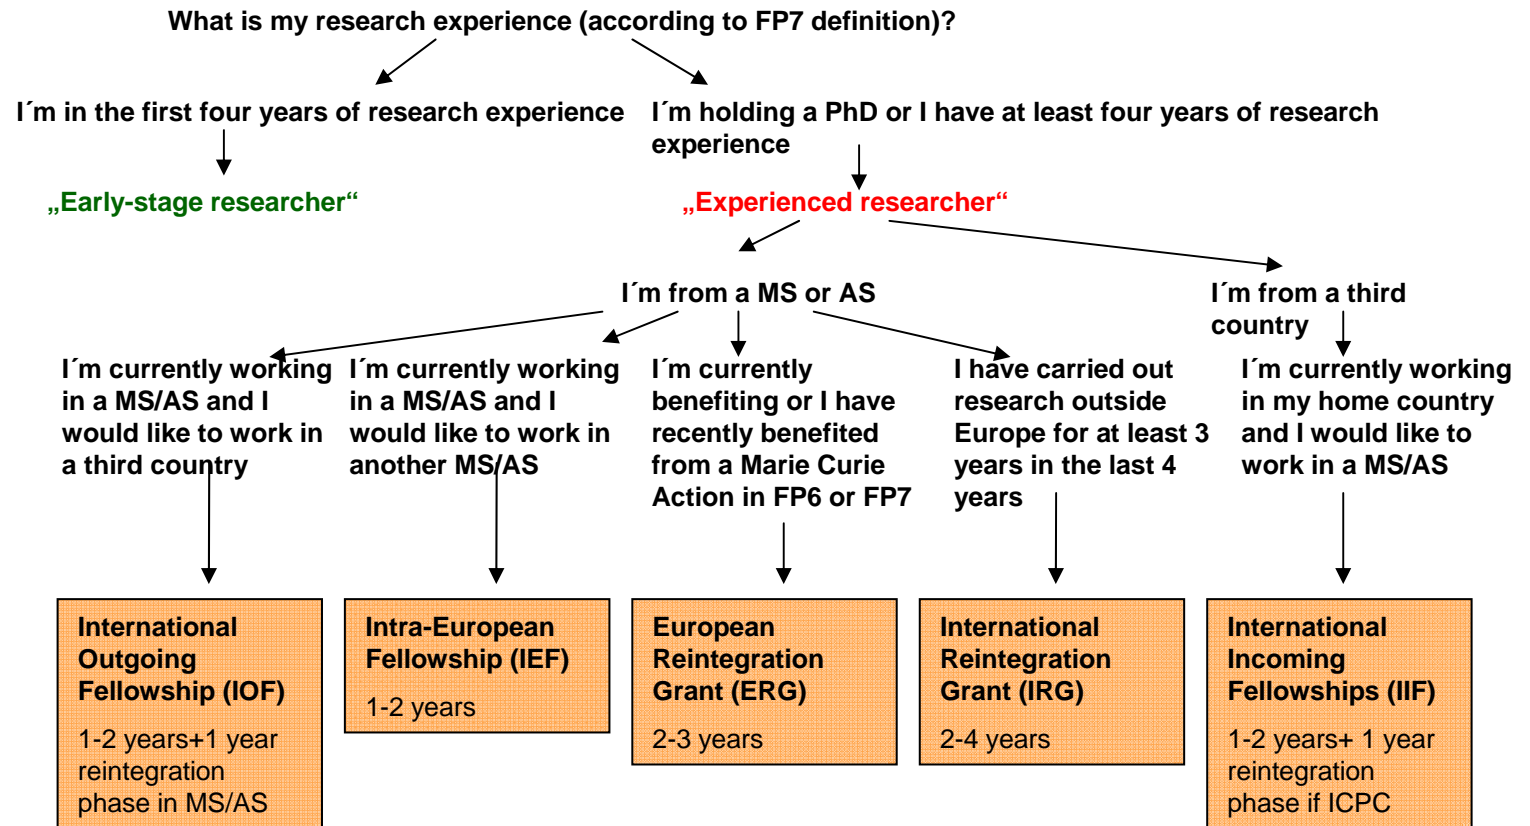 What is my research experience (according to FP7 definition)?
I´m in the first four years of research experience
I´m holding a PhD or I have at least four years of research
experience
„Early-stage researcher“
„Experienced researcher“
I´m from a MS or AS
I´m from a third
country
I´m currently working
in a MS/AS and I
would like to work in
a third country
I´m currently working
in a MS/AS and I
would like to work in
another MS/AS
I´m currently
benefiting or I have
recently benefited
from a Marie Curie
Action in FP6 or FP7
I have carried out
research outside
Europe for at least 3
years in the last 4
years
I´m currently working
in my home country
and I would like to
work in a MS/AS
International
Outgoing
Fellowship (IOF)
1-2 years+1 year
reintegration
phase in MS/AS
Intra-European
Fellowship (IEF)
1-2 years
European
Reintegration
Grant (ERG)
2-3 years
International
Reintegration
Grant (IRG)
2-4 years
International
Incoming
Fellowships (IIF)
1-2 years+ 1 year
reintegration
phase if ICPC